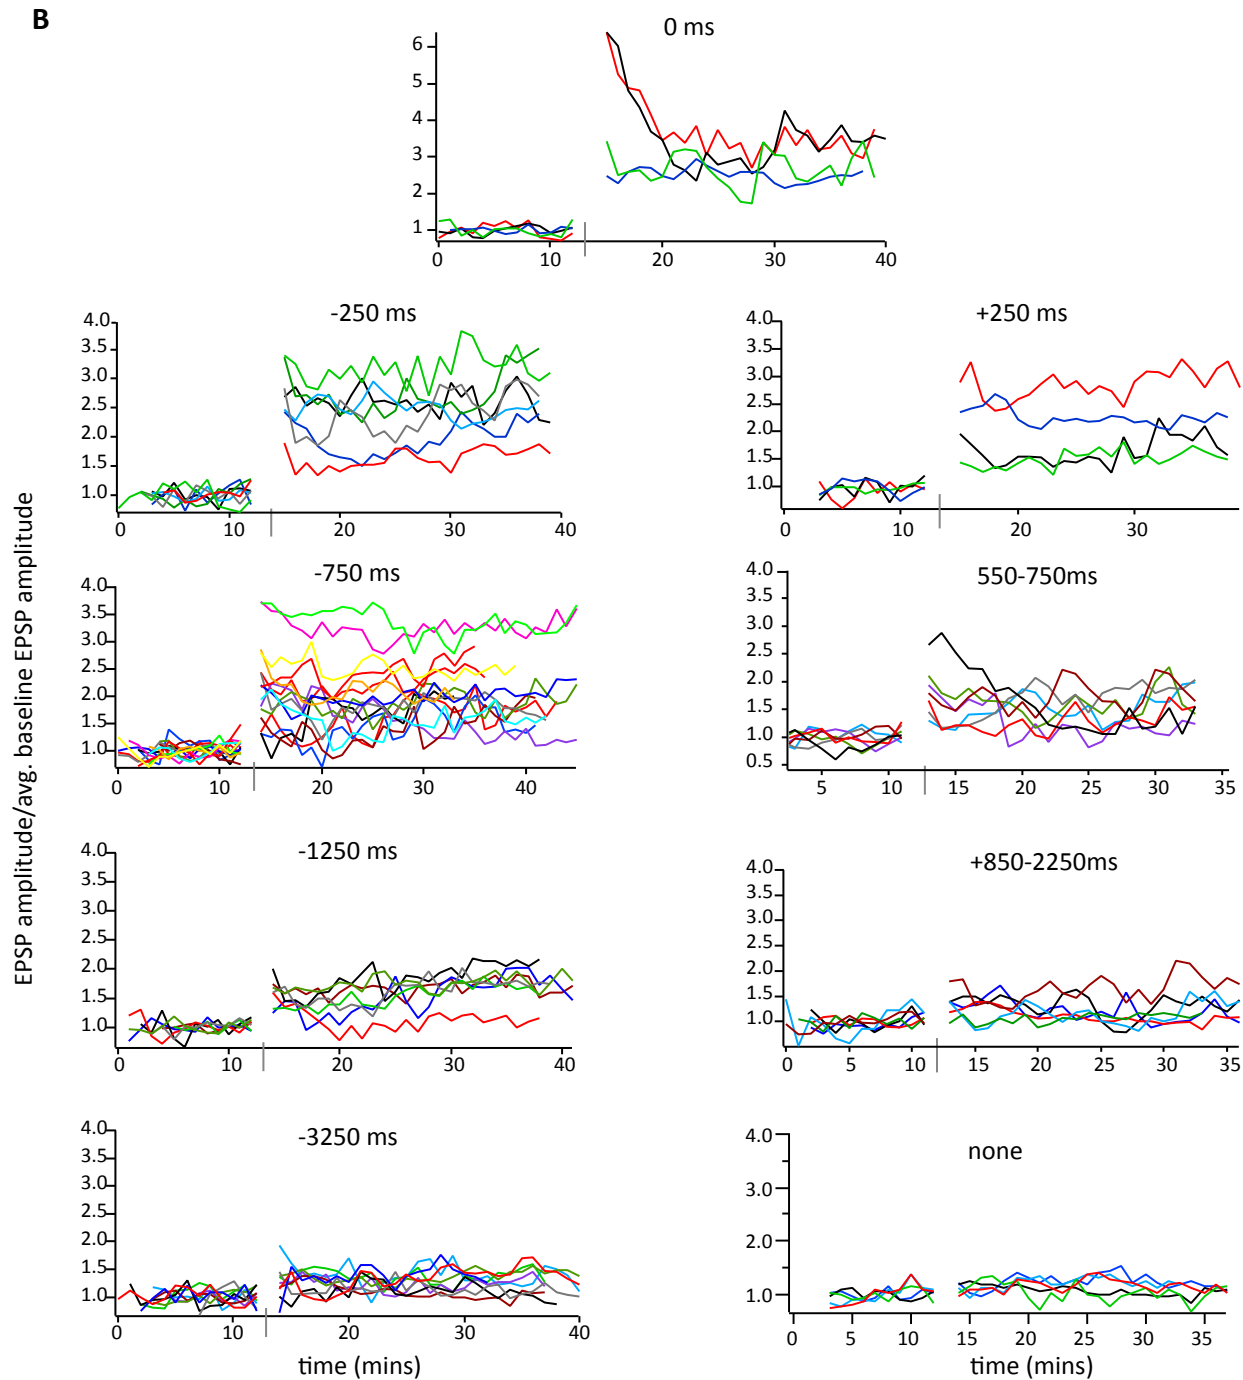 B
0 ms
6
5
4
3
2
1
0 10 20 30 40
-250 ms
4.0
3.5
3.0
2.5
2.0
1.5
1.0
0 10 20 30 40
+250 ms
4.0
3.5
3.0
2.5
2.0
1.5
1.0
0 10 20 30
EPSP amplitude/avg. baseline EPSP amplitude
-750 ms
4.0
3.5
3.0
2.5
2.0
1.5
1.0
0 10 20 30 40
550-750ms
4.0
3.5
3.0
2.5
2.0
1.5
1.0
0.5
5 10 15 20 25 30 35
-1250 ms
4.0
3.5
3.0
2.5
2.0
1.5
1.0
0 10 20 30 40
+850-2250ms
4.0
3.5
3.0
2.5
2.0
1.5
1.0
0 5 10 15 20 25 30 35
-3250 ms
4.0
3.5
3.0
2.5
2.0
1.5
1.0
0 10 20 30 40
time (mins)
none
4.0
3.0
2.0
1.0
0 5 10 15 20 25 30 35
time (mins)